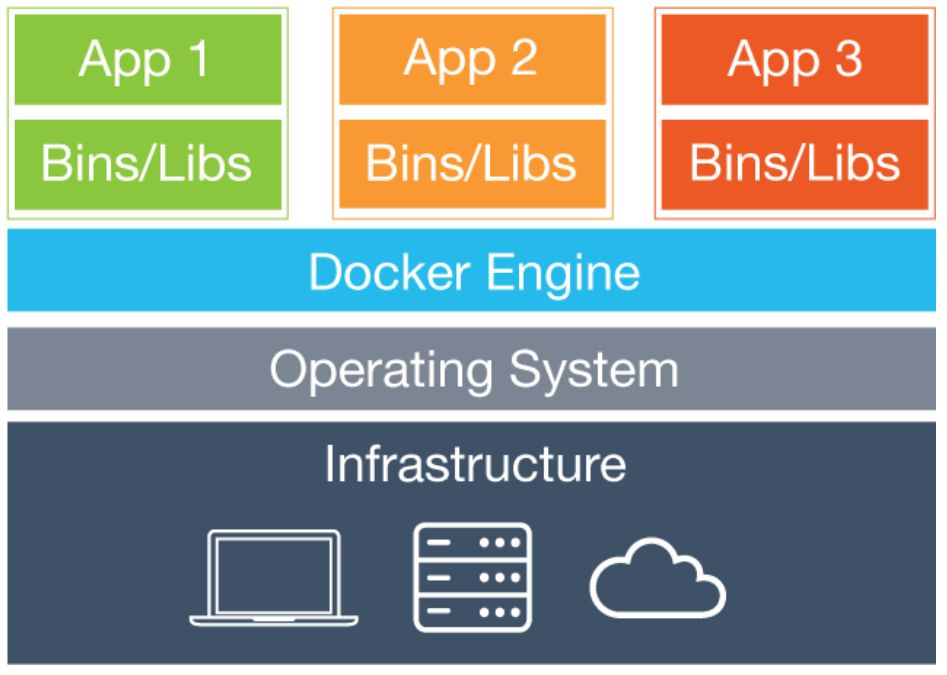 App 1
App 2
App 3
Bins/Libs
Bins/Libs
Bins/Libs
Docker Engine
Operating System
Infrastructure